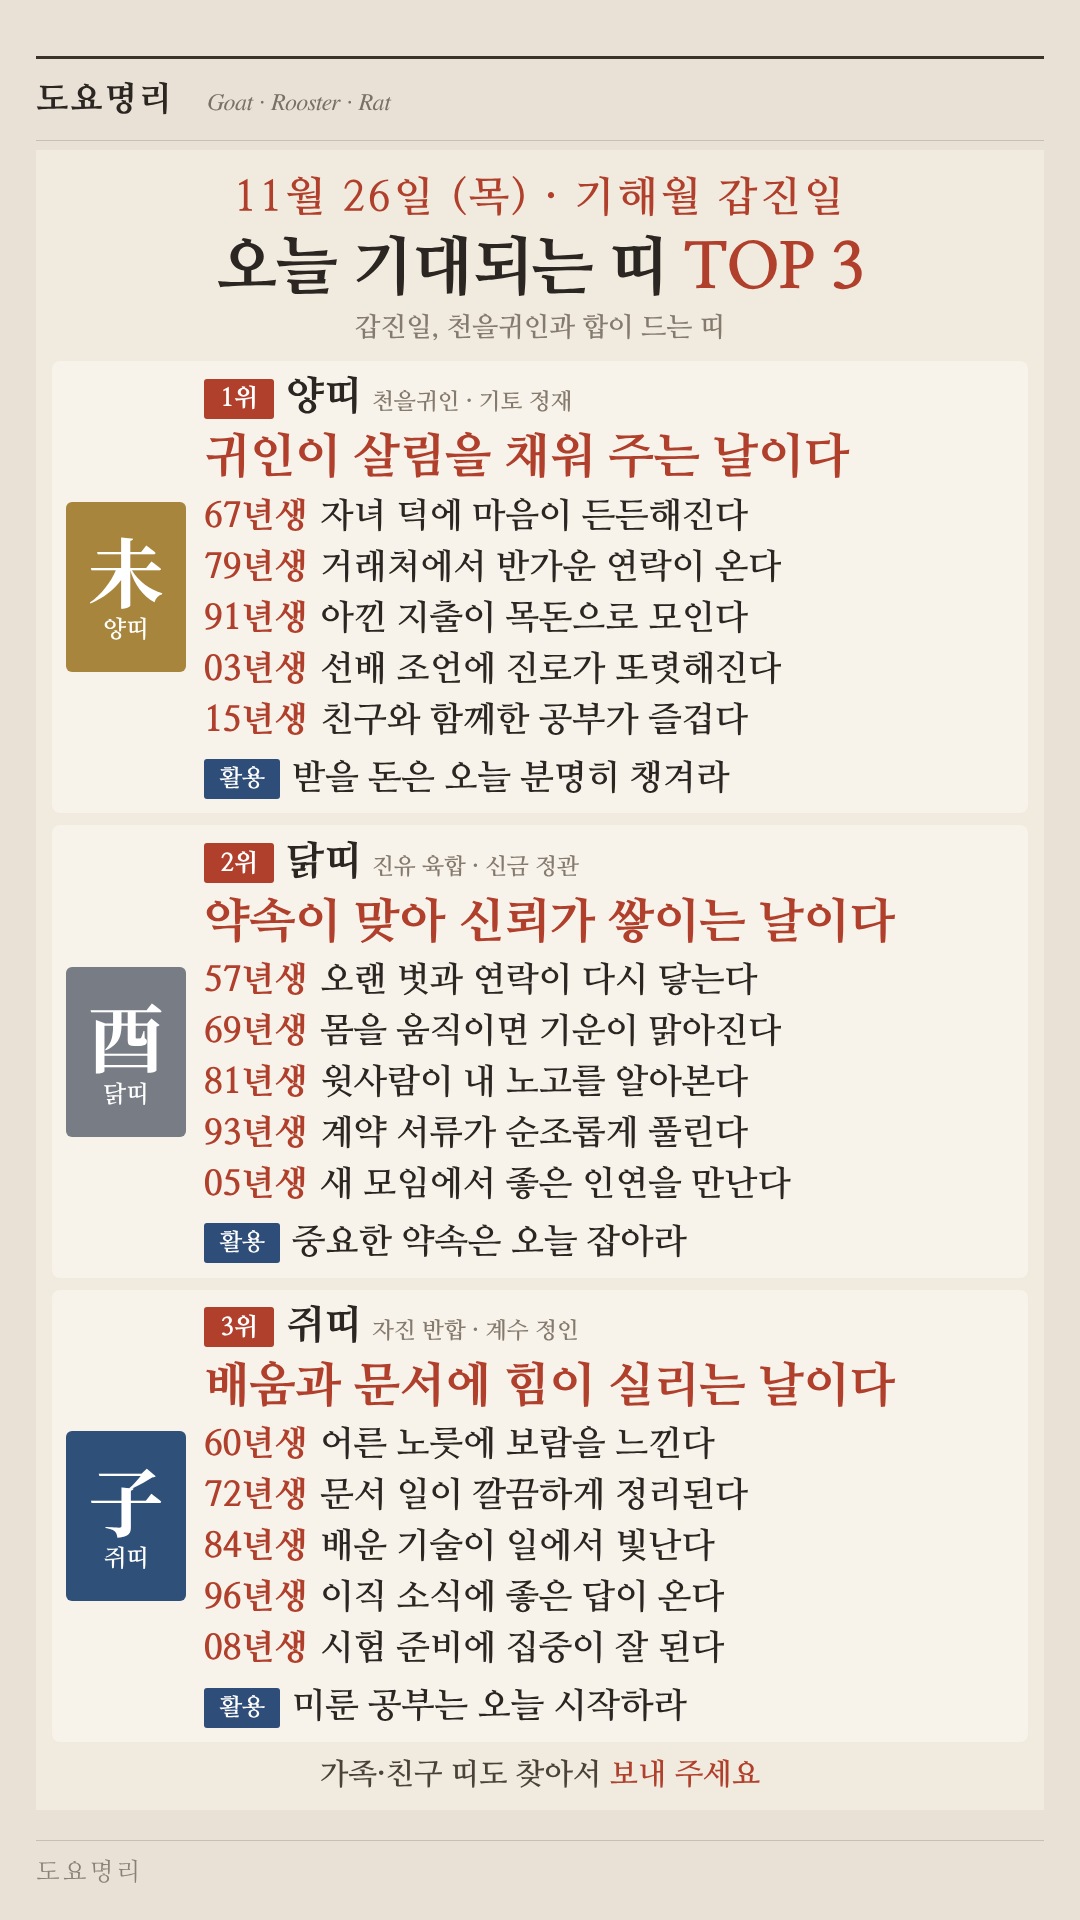 도요명리 Goat · Rooster · Rat
11월 26일 (목) · 기해월 갑진일
오늘 기대되는 띠 TOP 3
갑진일, 천을귀인과 합이 드는 띠
1위 양띠 천을귀인 · 기토 정재
귀인이 살림을 채워 주는 날이다
未
양띠
67년생 자녀 덕에 마음이 든든해진다
79년생 거래처에서 반가운 연락이 온다
91년생 아낀 지출이 목돈으로 모인다
03년생 선배 조언에 진로가 또렷해진다
15년생 친구와 함께한 공부가 즐겁다
활용 받을 돈은 오늘 분명히 챙겨라
2위 닭띠 진유 육합 · 신금 정관
약속이 맞아 신뢰가 쌓이는 날이다
酉
닭띠
57년생 오랜 벗과 연락이 다시 닿는다
69년생 몸을 움직이면 기운이 맑아진다
81년생 윗사람이 내 노고를 알아본다
93년생 계약 서류가 순조롭게 풀린다
05년생 새 모임에서 좋은 인연을 만난다
활용 중요한 약속은 오늘 잡아라
3위 쥐띠 자진 반합 · 계수 정인
배움과 문서에 힘이 실리는 날이다
子
쥐띠
60년생 어른 노릇에 보람을 느낀다
72년생 문서 일이 깔끔하게 정리된다
84년생 배운 기술이 일에서 빛난다
96년생 이직 소식에 좋은 답이 온다
08년생 시험 준비에 집중이 잘 된다
활용 미룬 공부는 오늘 시작하라
가족·친구 띠도 찾아서 보내 주세요
도요명리